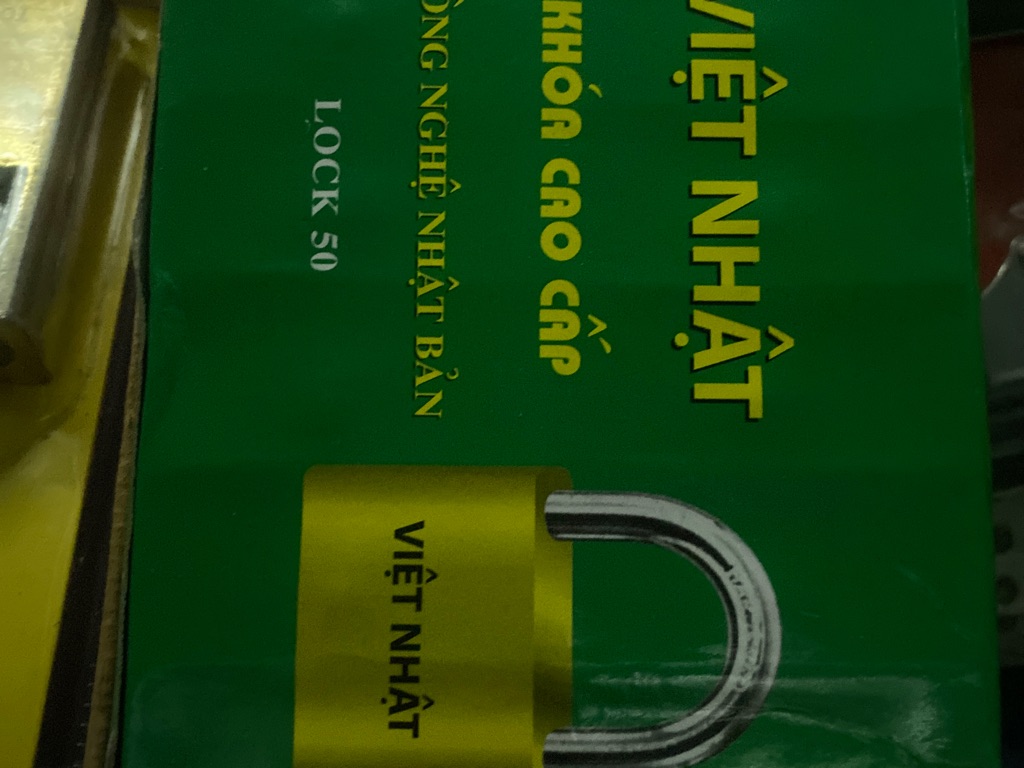 VIỆT NHẬT
KHÓA CAO CẤP
NGHỆ NHẬT BẢN
LOCK 50
VIỆT NHẬT